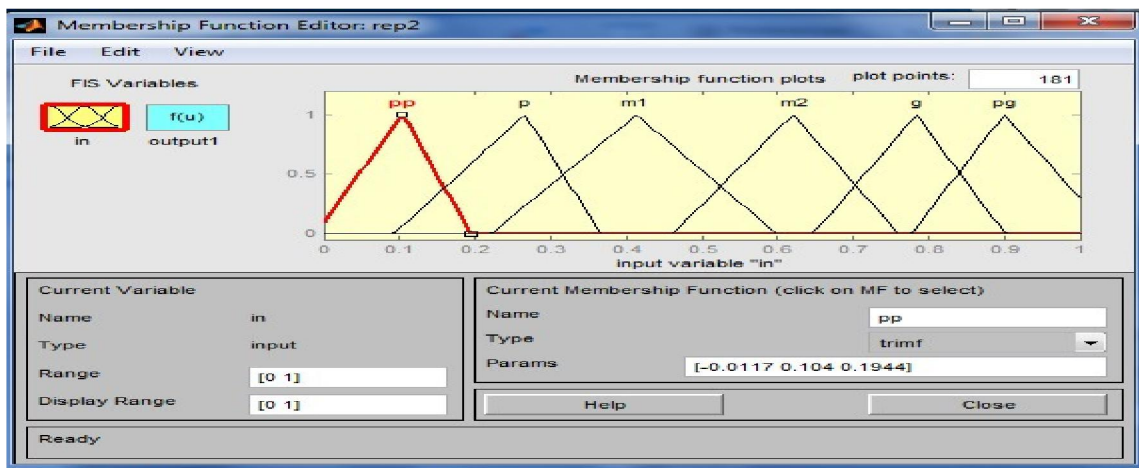 Membership Function Editor: rep2
File Edit View
FIS Variables
f(u)
in output1
Membership function plots plot points: 181
pp p m1 m2 g pg
1
0.5
0
0 0.1 0.2 0.3 0.4 0.5 0.6 0.7 0.8 0.9 1
input variable "in"
Current Variable
Name in
Type input
Range [0 1]
Display Range [0 1]
Current Membership Function (click on MF to select)
Name pp
Type trimf
Params [-0.0117 0.104 0.1944]
Help Close
Ready